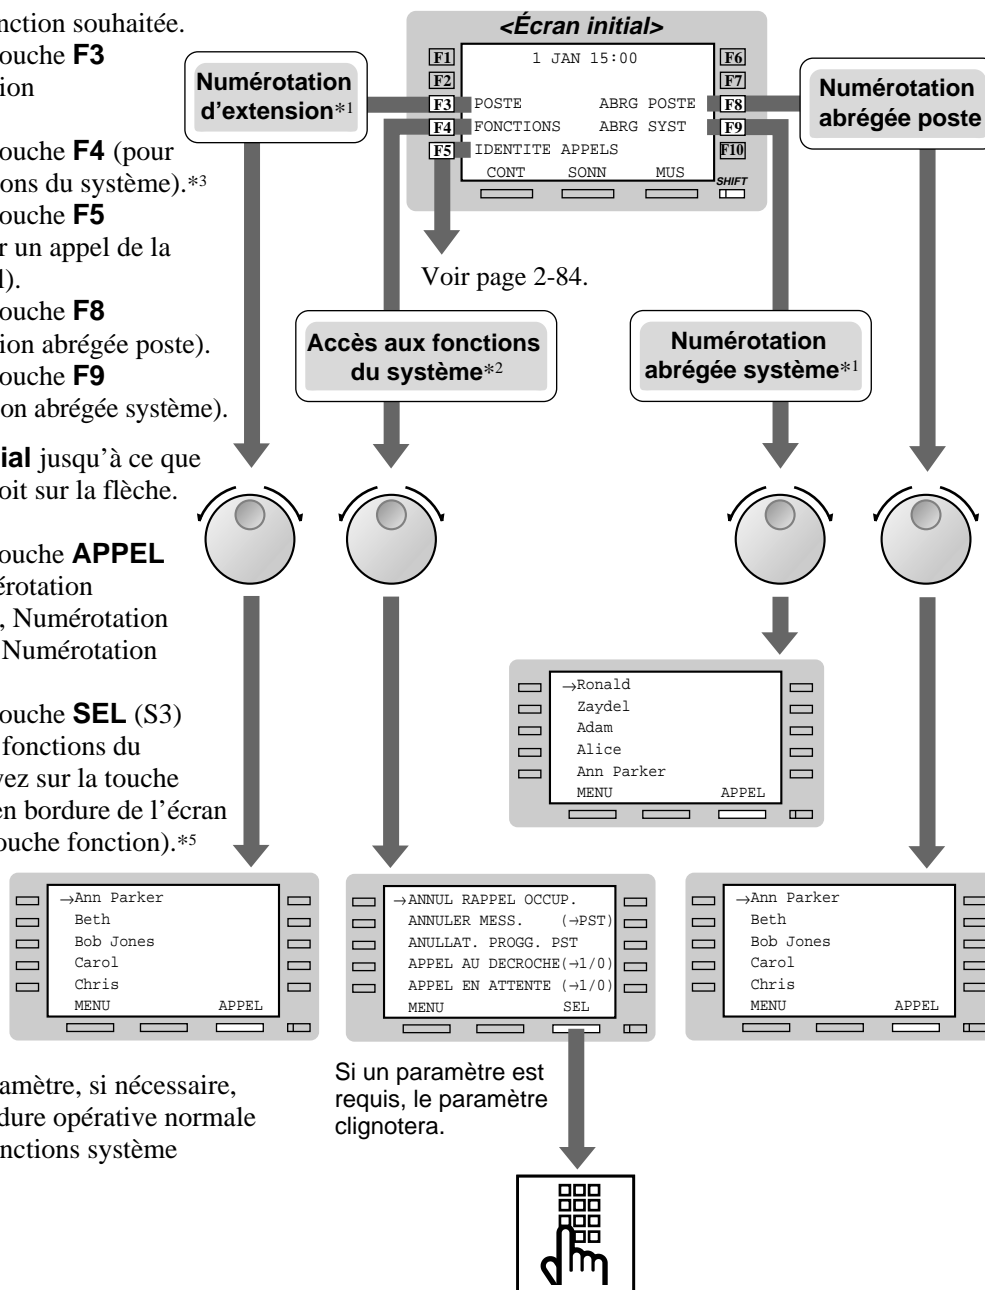 nction souhaitée.
ouche F3
ion
ouche F4 (pour
ons du système).*3
ouche F5
r un appel de la
l).
ouche F8
ion abrégée poste).
ouche F9
on abrégée système).
ial jusqu'à ce que
oit sur la flèche.
ouche APPEL
érotation
, Numérotation
Numérotation
ouche SEL (S3)
fonctions du
yez sur la touche
en bordure de l'écran
ouche fonction).*5
amètre, si nécessaire,
dure opérative normale
nctions système
<Écran initial>
F1 1 JAN 15:00 F6
F2 F7
F3 POSTE ABRG POSTE F8
F4 FONCTIONS ABRG SYST F9
F5 IDENTITE APPELS F10
CONT SONN MUS
SHIFT
Numérotation
d'extension*1
Numérotation
abrégée poste
Voir page 2-84.
Accès aux fonctions
du système*2
Numérotation
abrégée système*1
→Ronald
Zaydel
Adam
Alice
Ann Parker
MENU APPEL
→Ann Parker
Beth
Bob Jones
Carol
Chris
MENU APPEL
→ANNUL RAPPEL OCCUP.
ANNULER MESS. (→PST)
ANULLAT. PROGG. PST
APPEL AU DECROCHE(→1/0)
APPEL EN ATTENTE (→1/0)
MENU SEL
→Ann Parker
Beth
Bob Jones
Carol
Chris
MENU APPEL
Si un paramètre est
requis, le paramètre
clignotera.